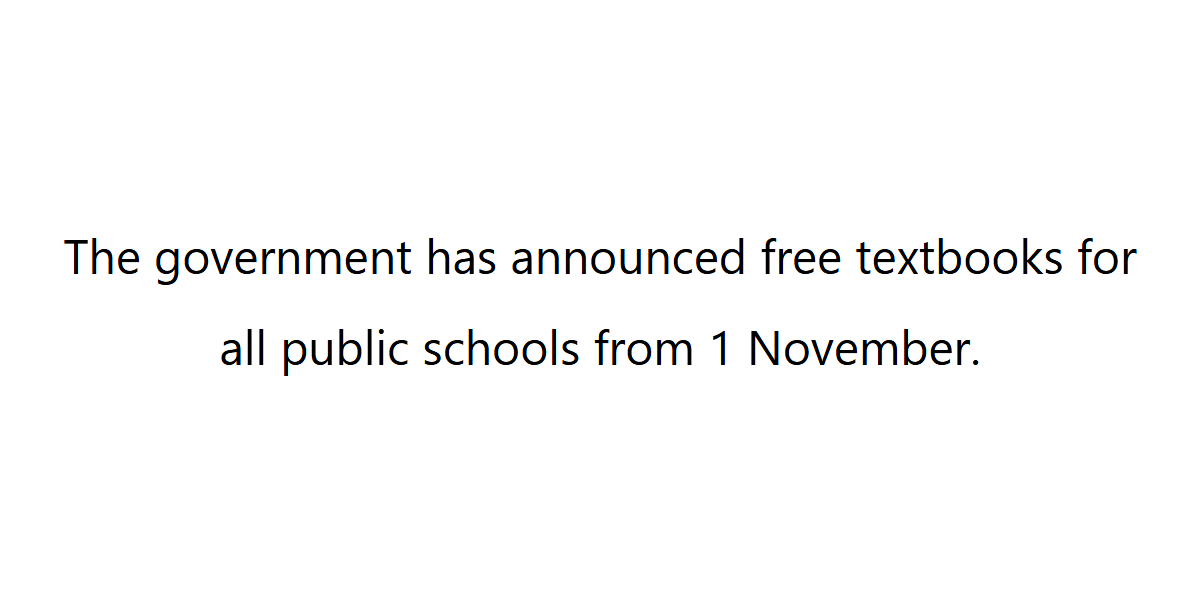 The government has announced free textbooks for
all public schools from 1 November.